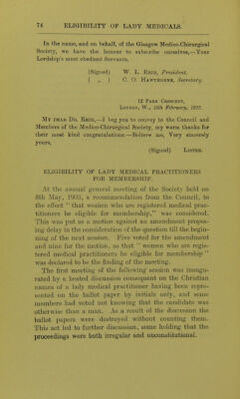 74 ELIGIBILITY OF LADY MEDICALS.
In the name, and on behalf, of the Glasgow Medico-Chirurgical
Society, we have the honour to subscribe ourselves,—Your
Lordship's most obedient Servants,
(Signed) W. L. Reid, President.
( „ ) C. O. Hawthorne, Secretary.
12 Park Crescent,
London, W., February, 1897.
My dear Dr. Reid,—I beg you to convey to the Council and
Members of the Medico-Chirurgical Society, my warm thanks for
their most kind congratulations.—Believe me, Very sincerely
yours,
(Signed) Lister.
ELIGIBILITY OF LADY MEDICAL PRACTITIONERS
FOR MEMBERSHIP.
At the annual general meeting of the Society held on
8th May, 1903, a recommendation from the Council, to
the effect "that women who are registered medical prac-
titioners be eligible for membership," was considered.
This was put as a motion against an amendment propos-
ing delay in the consideration of the question till the begin-
ning of the next session. Five voted for the amendment
and nine for the motion, so that "women who are regis-
tered medical practitioners be eligible for membership"
was declared to be the finding of the meeting.
The first meeting of the following session was inaugu-
rated by a heated discussion consequent on the Christian
names of a lady medical practitioner having been repre-
sented on the ballot paper by initials only, and some
members had voted not knowing that the candidate was
otherwise than a man. As a result of the discussion the
ballot papers were destroyed without counting them.
This act led to further discussion, some holding that the
proceedings were both irregular and unconstitutional.